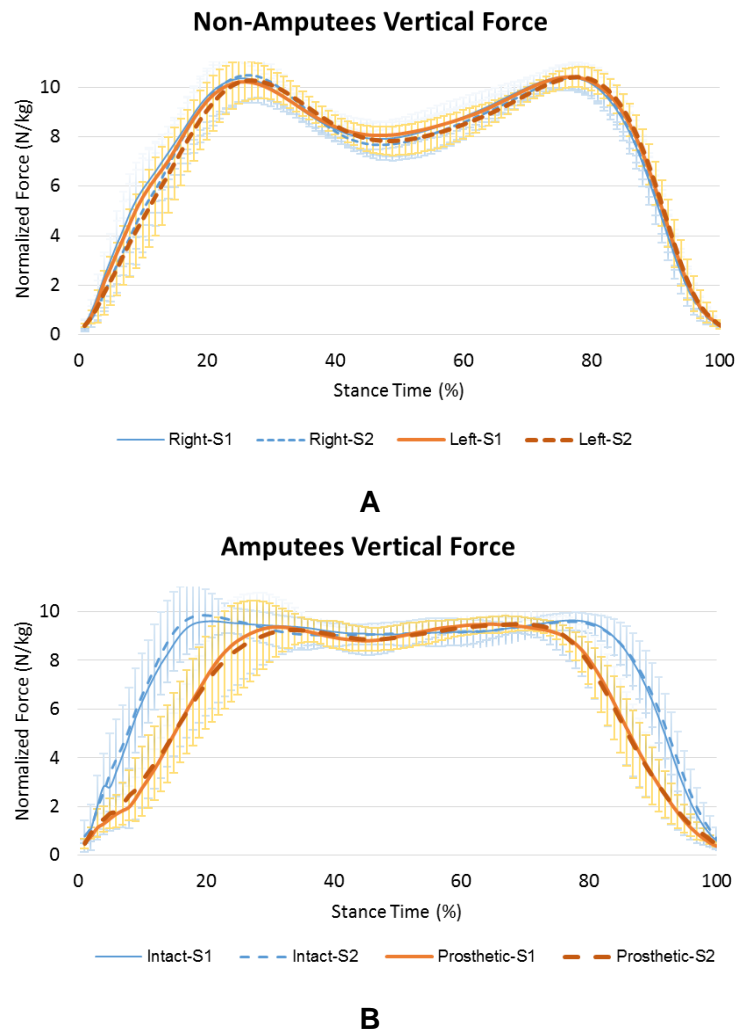 Non-Amputees Vertical Force
Normalized Force (N/kg)
10
8
6
4
2
0
0 20 40 60 80 100
Stance Time (%)
Right-S1 Right-S2 Left-S1 Left-S2
A
Amputees Vertical Force
Normalized Force (N/kg)
10
8
6
4
2
0
0 20 40 60 80 100
Stance Time (%)
Intact-S1 Intact-S2 Prosthetic-S1 Prosthetic-S2
B